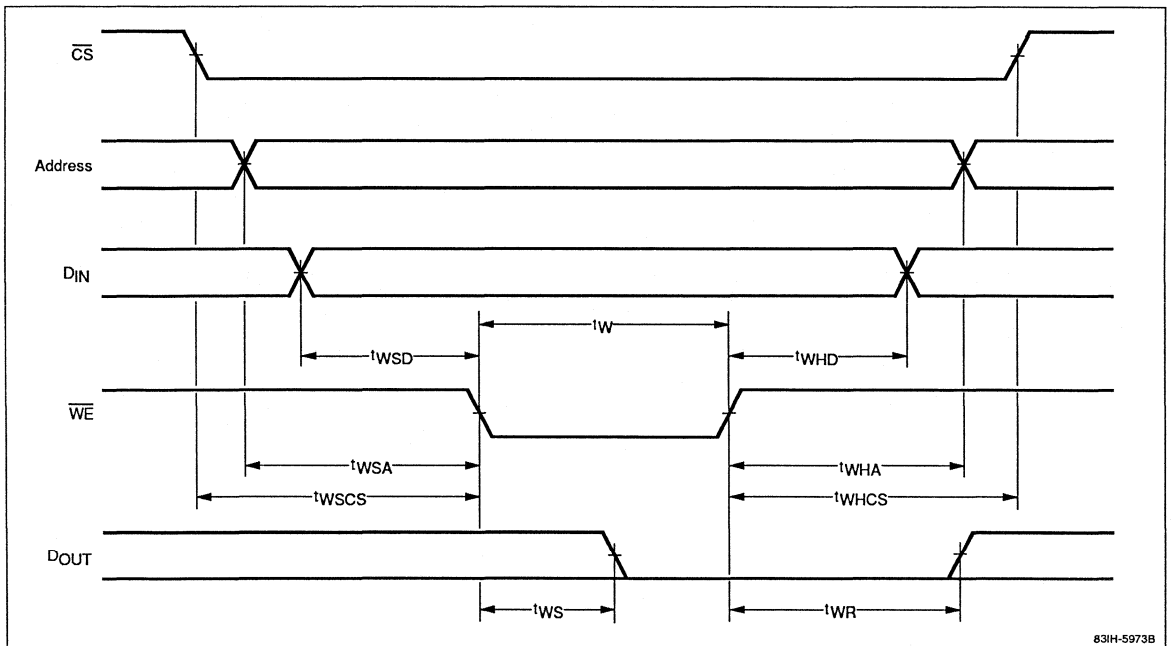 CS
Address
DIN
tW
tWSD
tWHD
WE
tWSA
tWHA
tWSCS
tWHCS
DOUT
tWS
tWR
83IH-5973B